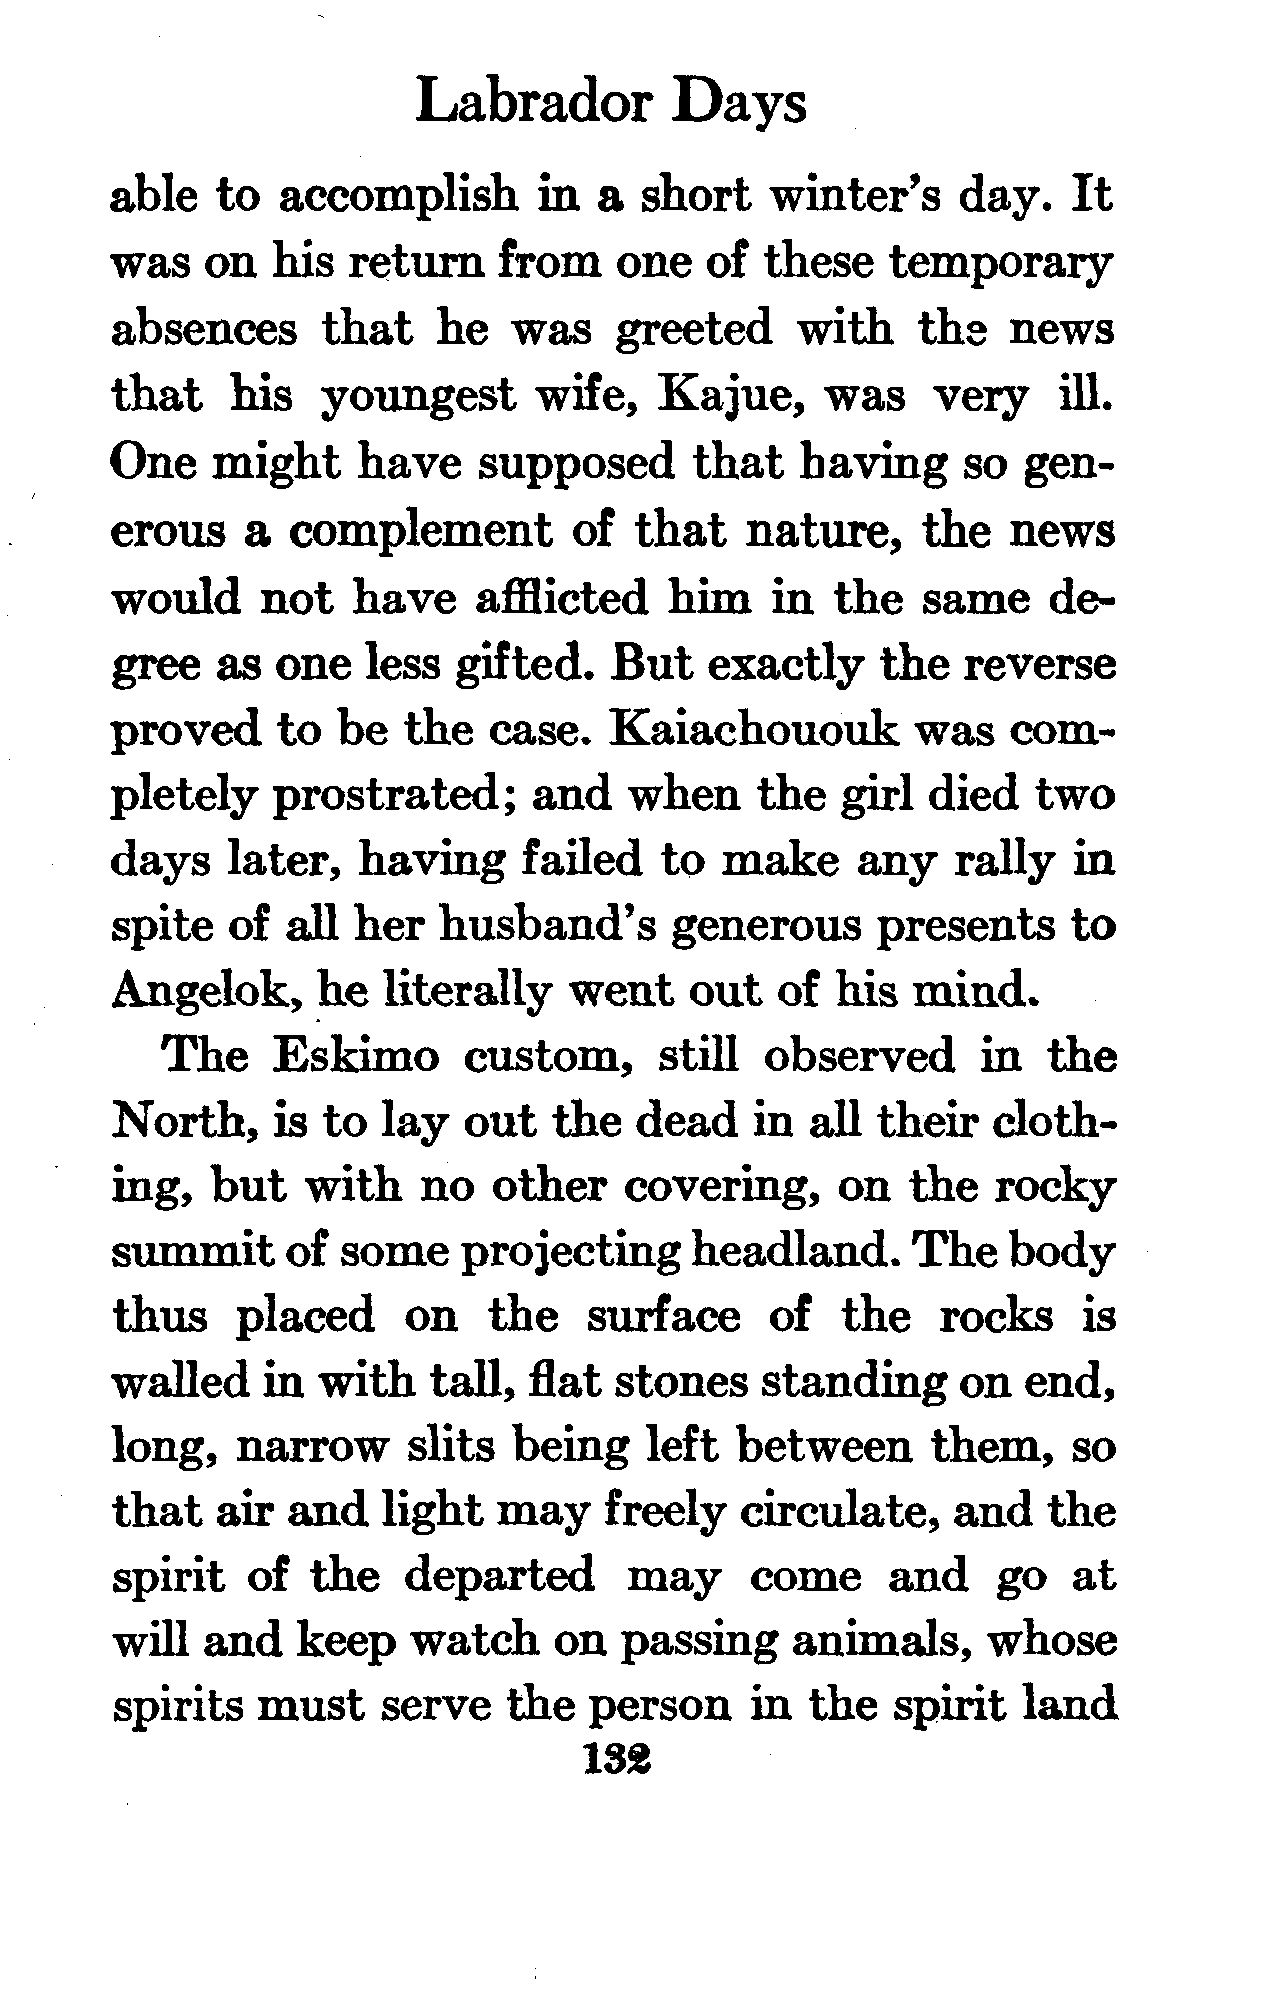 Labrador Days
able to accomplish in a short winter's day. It
was on his return from one of these temporary
absences that he was greeted with the news
that his youngest wife, Kajue, was very ill.
One might have supposed that having so gen-
erous a complement of that nature, the news
would not have afflicted him in the same de-
gree as one less gifted. But exactly the reverse
proved to be the case. Kaiachououk was com-
pletely prostrated; and when the girl died two
days later, having failed to make any rally in
spite of all her husband's generous presents to
Angelok, he literally went out of his mind.
The Eskimo custom, still observed in the
North, is to lay out the dead in all their cloth-
ing, but with no other covering, on the rocky
summit of some projecting headland. The body
thus placed on the surface of the rocks is
walled in with tall, flat stones standing on end,
long, narrow slits being left between them, so
that air and light may freely circulate, and the
spirit of the departed may come and go at
will and keep watch on passing animals, whose
spirits must serve the person in the spirit land
132